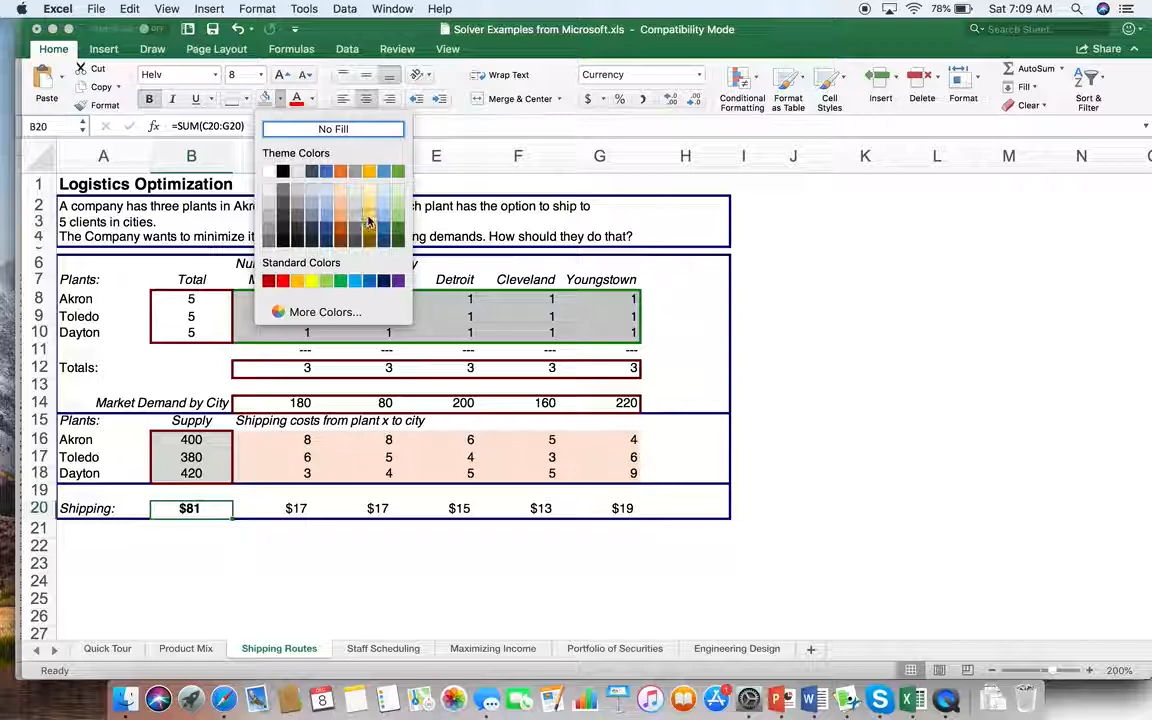 Excel File Edit View Insert Format Tools Data Window Help 78% Sat 7:09 AM
Solver Examples from Microsoft.xls - Compatibility Mode Search Sheet
Home Insert Draw Page Layout Formulas Data Review View Share
Paste Cut Copy Format
Helv 8
Wrap Text
Merge & Center
Currency
$ %
Conditional Formatting Format as Table Cell Styles Insert Delete Format
AutoSum Fill Clear Sort & Filter
B20 fx =SUM(C20:G20)
No Fill
Theme Colors
Standard Colors
More Colors...
A B E F G H I J K L M N
1 Logistics Optimization
2 A company has three plants in Akr ch plant has the option to ship to
3 5 clients in cities.
4 The Company wants to minimize it ng demands. How should they do that?
6
7 Plants: Total Detroit Cleveland Youngstown
8 Akron 5 1 1 1
9 Toledo 5 1 1 1
10 Dayton 5 1 1 1 1 1
11 --- --- --- --- ---
12 Totals: 3 3 3 3 3
13
14 Market Demand by City 180 80 200 160 220
15 Plants: Supply Shipping costs from plant x to city
16 Akron 400 8 8 6 5 4
17 Toledo 380 6 5 4 3 6
18 Dayton 420 3 4 5 5 9
19
20 Shipping: $81 $17 $17 $15 $13 $19
21
22
23
24
25
26
27
Quick Tour Product Mix Shipping Routes Staff Scheduling Maximizing Income Portfolio of Securities Engineering Design
Ready 200%